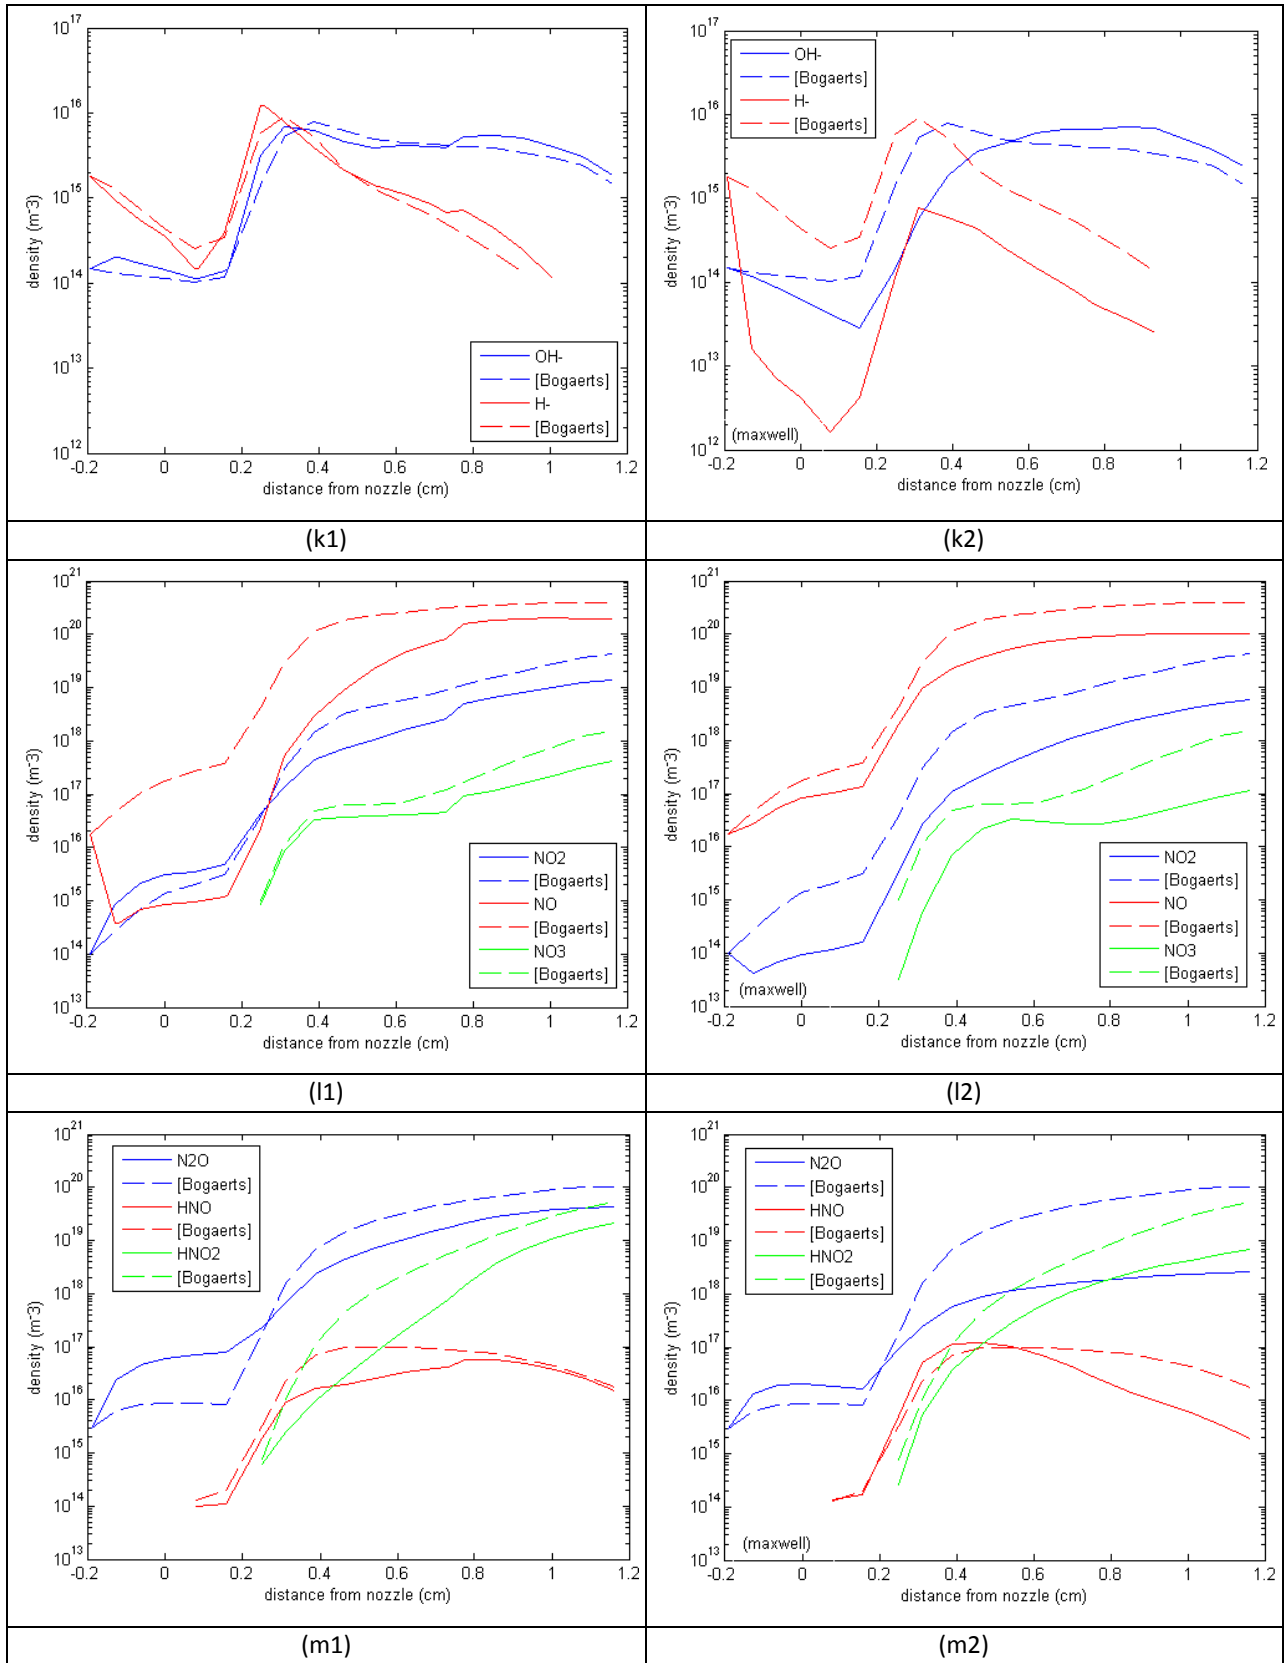 10^17
10^16
10^15
10^14
10^13
10^12
density (m-3)
-0.2 0 0.2 0.4 0.6 0.8 1 1.2
distance from nozzle (cm)
OH-
[Bogaerts]
H-
[Bogaerts]
(k1)
10^17
10^16
10^15
10^14
10^13
10^12
density (m-3)
OH-
[Bogaerts]
H-
[Bogaerts]
(maxwell)
-0.2 0 0.2 0.4 0.6 0.8 1 1.2
distance from nozzle (cm)
(k2)
10^21
10^20
10^19
10^18
10^17
10^16
10^15
10^14
10^13
density (m-3)
NO2
[Bogaerts]
NO
[Bogaerts]
NO3
[Bogaerts]
-0.2 0 0.2 0.4 0.6 0.8 1 1.2
distance from nozzle (cm)
(l1)
10^21
10^20
10^19
10^18
10^17
10^16
10^15
10^14
10^13
density (m-3)
NO2
[Bogaerts]
NO
[Bogaerts]
NO3
[Bogaerts]
(maxwell)
-0.2 0 0.2 0.4 0.6 0.8 1 1.2
distance from nozzle (cm)
(l2)
10^21
10^20
10^19
10^18
10^17
10^16
10^15
10^14
10^13
density (m-3)
N2O
[Bogaerts]
HNO
[Bogaerts]
HNO2
[Bogaerts]
-0.2 0 0.2 0.4 0.6 0.8 1 1.2
distance from nozzle (cm)
(m1)
10^21
10^20
10^19
10^18
10^17
10^16
10^15
10^14
10^13
density (m-3)
N2O
[Bogaerts]
HNO
[Bogaerts]
HNO2
[Bogaerts]
(maxwell)
-0.2 0 0.2 0.4 0.6 0.8 1 1.2
distance from nozzle (cm)
(m2)